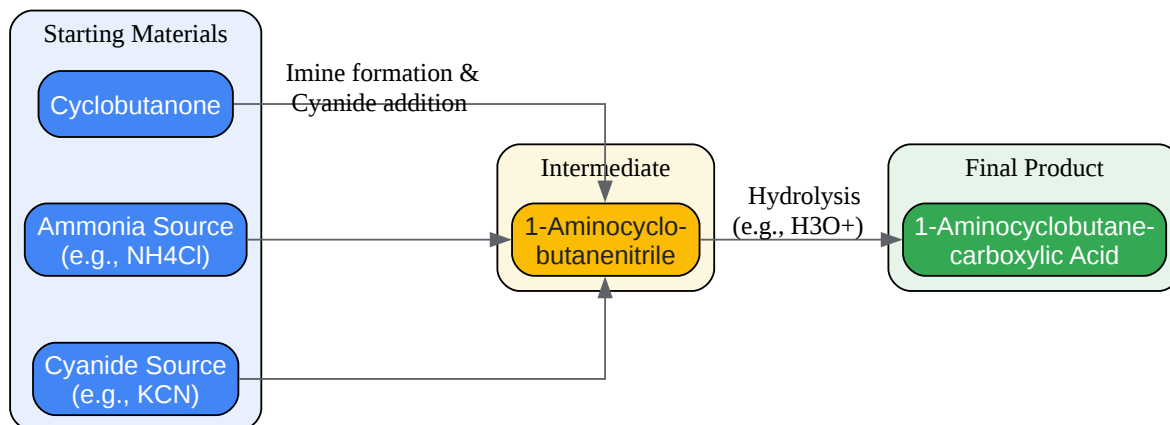 Starting Materials
Cyclobutanone
Imine formation &
Cyanide addition
Ammonia Source
(e.g., NH4Cl)
Cyanide Source
(e.g., KCN)
Intermediate
1-Aminocyclo-
butanenitrile
Hydrolysis
(e.g., H3O+)
Final Product
1-Aminocyclobutane-
carboxylic Acid